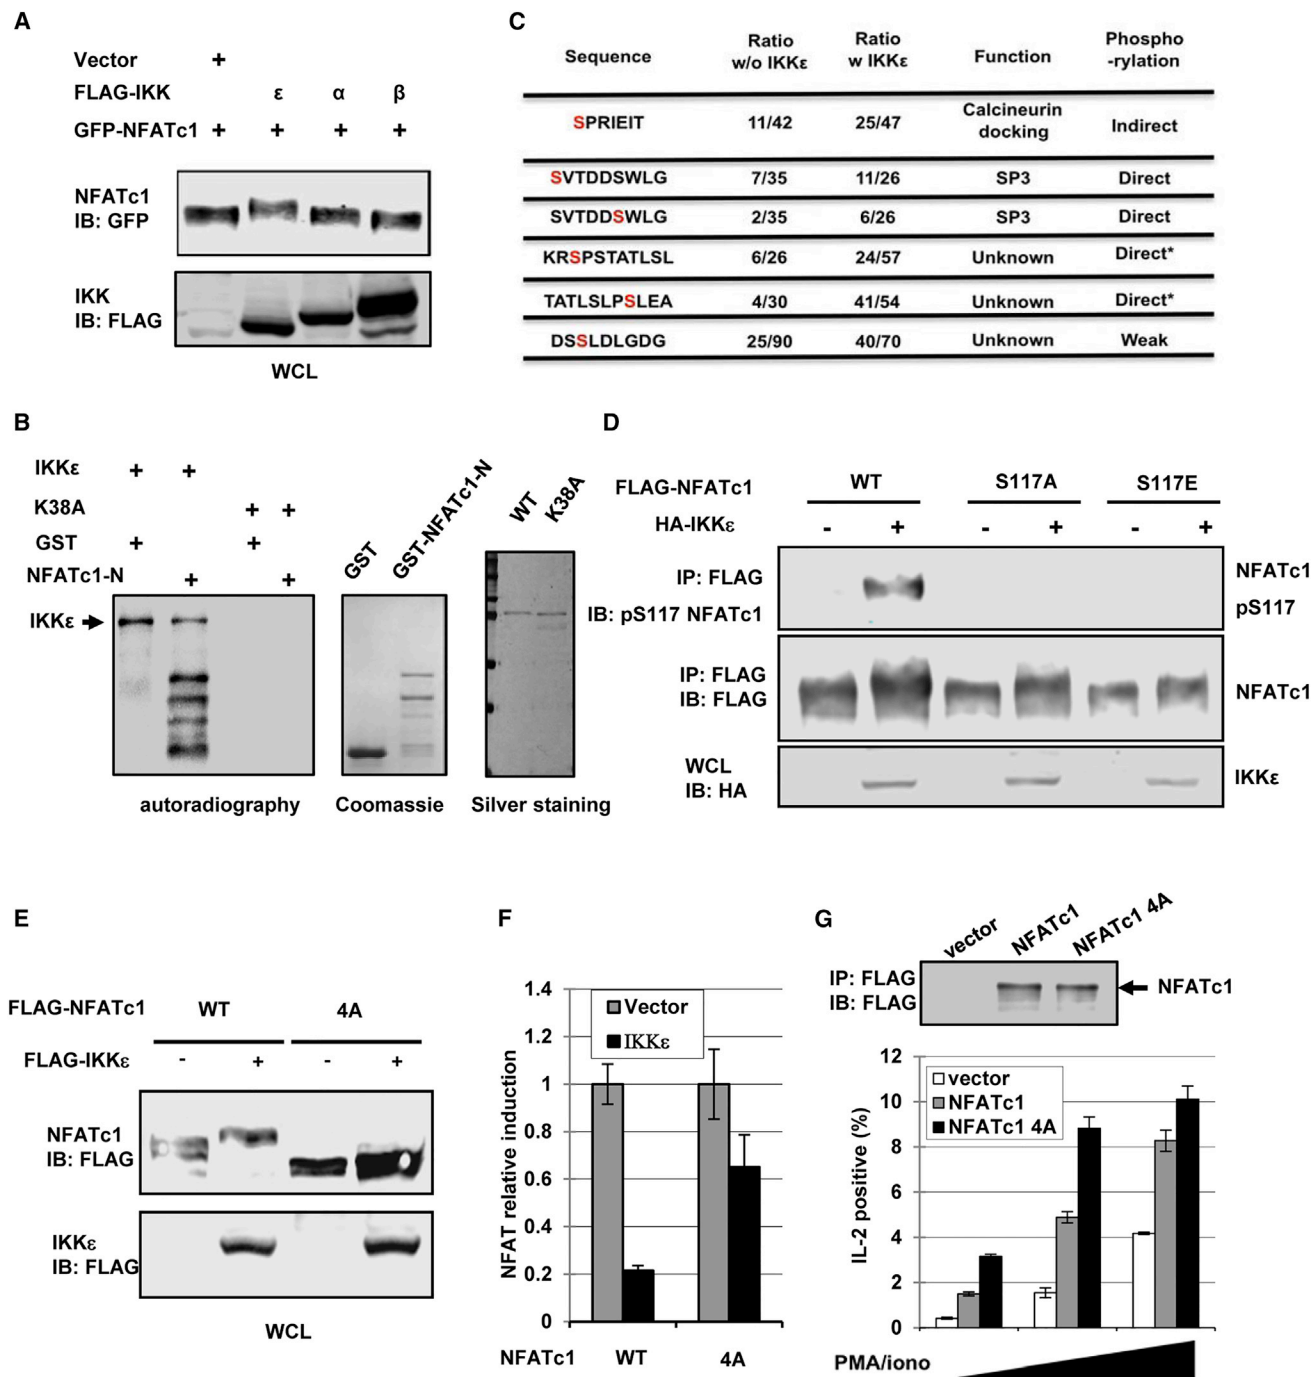 A
Vector +
FLAG-IKK ε α β
GFP-NFATc1 + + + +
NFATc1
IB: GFP
IKK
IB: FLAG
WCL
C
Sequence Ratio w/o IKKε Ratio w IKKε Function Phospho-rylation
SPRIEIT 11/42 25/47 Calcineurin docking Indirect
SVTDDSWLG 7/35 11/26 SP3 Direct
SVTDDSWLG 2/35 6/26 SP3 Direct
KRSPSTATLSL 6/26 24/57 Unknown Direct*
TATLSLPSLEA 4/30 41/54 Unknown Direct*
DSSLDLGDG 25/90 40/70 Unknown Weak
B
IKKε + +
K38A + +
GST + +
NFATc1-N + +
IKKε
autoradiography
GST GST-NFATc1-N
Coomassie
WT K38A
Silver staining
D
FLAG-NFATc1 WT S117A S117E
HA-IKKε - + - + - +
IP: FLAG
IB: pS117 NFATc1
NFATc1
pS117
IP: FLAG
IB: FLAG
NFATc1
WCL
IB: HA
IKKε
E
FLAG-NFATc1 WT 4A
FLAG-IKKε - + - +
NFATc1
IB: FLAG
IKKε
IB: FLAG
WCL
F
NFAT relative induction
1.4
1.2
1
0.8
0.6
0.4
0.2
0
Vector
IKKε
NFATc1 WT 4A
G
vector NFATc1 NFATc1 4A
IP: FLAG
IB: FLAG
NFATc1
IL-2 positive (%)
12
10
8
6
4
2
0
vector
NFATc1
NFATc1 4A
PMA/iono